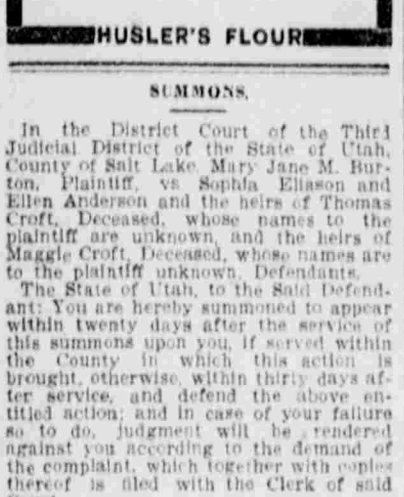 HUSLER'S FLOUR
SUMMONS.
In the District Court of the Third
Judicial District of the State of Utah,
County of Salt Lake. Mary Jane M. Bur-
ton, Plaintiff, vs Sophia Eliason and
Ellen Anderson and the heirs of Thomas
Croft, Deceased, whose names to the
plaintiff are unknown, and the heirs of
Maggie Croft, Deceased, whose names are
to the plaintiff unknown, Defendants.
The State of Utah, to the Said Defend-
ant: You are hereby summoned to appear
within twenty days after the service of
this summons upon you, if served within
the County in which this action is
brought, otherwise, within thirty days af-
ter service, and defend the above en-
titled action; and in case of your failure
so to do, judgment will be rendered
against you according to the demand of
the complaint, which together with copies
thereof is filed with the Clerk of said